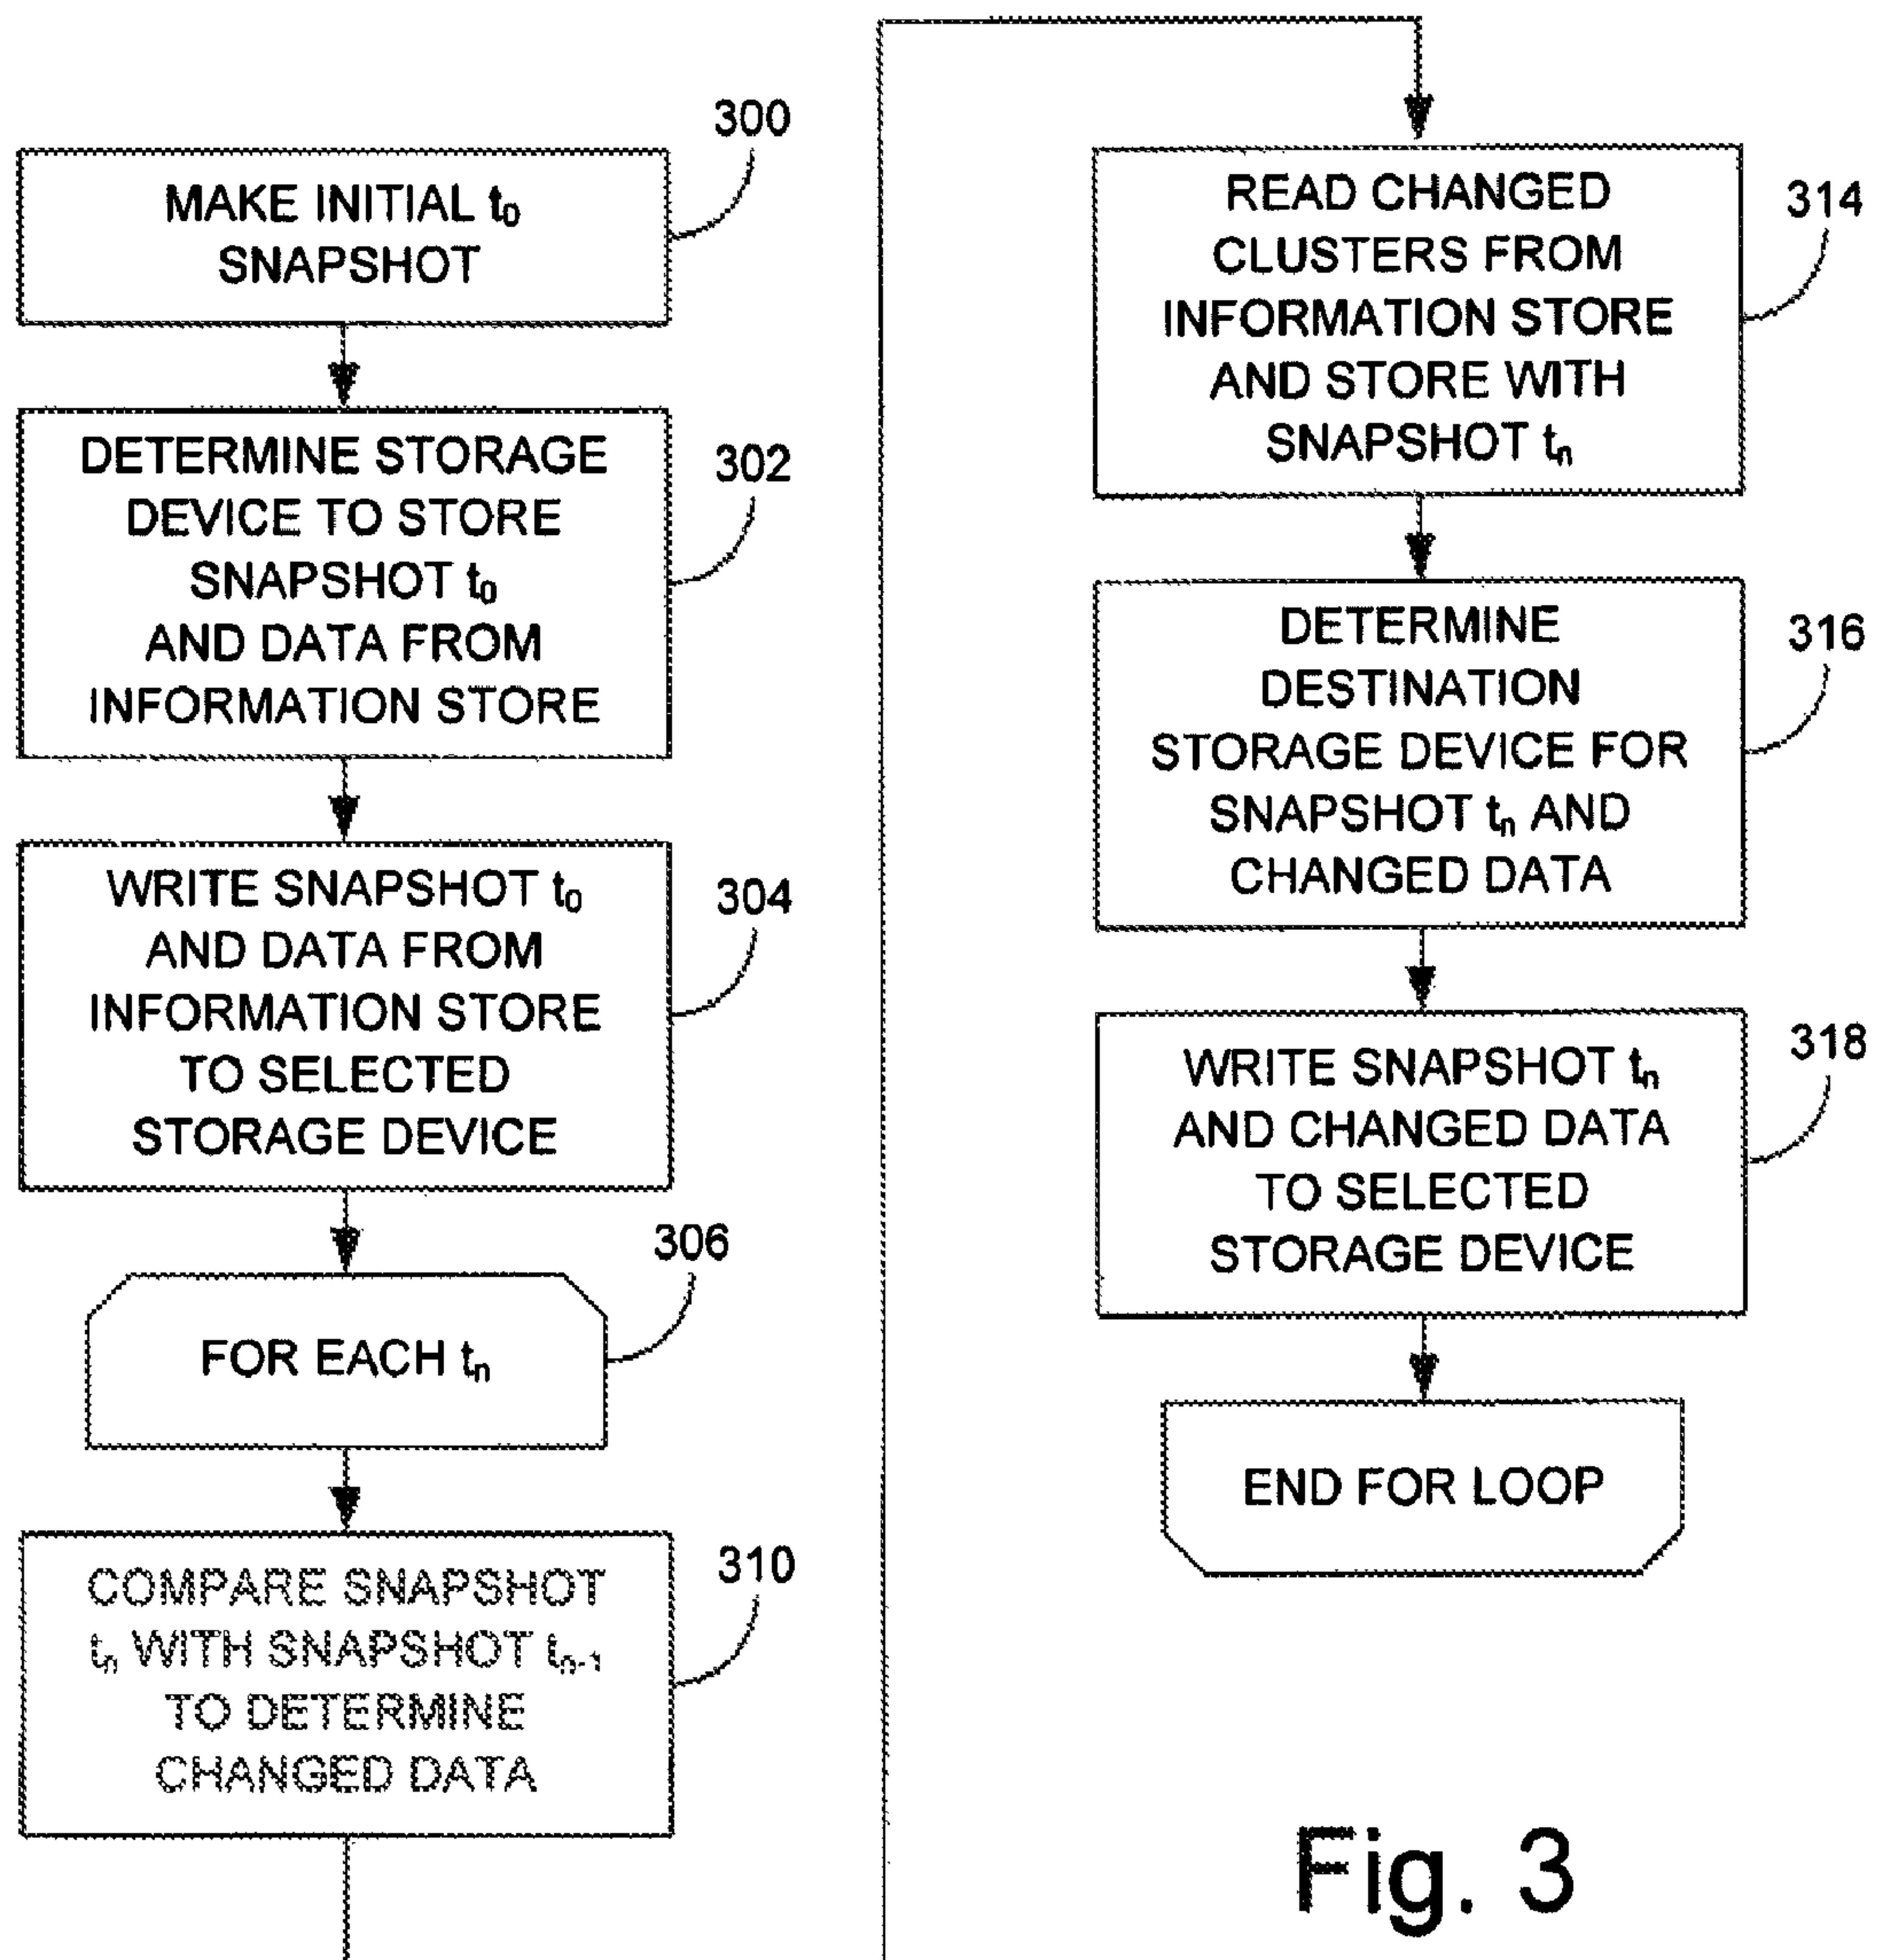 300
MAKE INITIAL t0
SNAPSHOT
302
DETERMINE STORAGE
DEVICE TO STORE
SNAPSHOT t0
AND DATA FROM
INFORMATION STORE
304
WRITE SNAPSHOT t0
AND DATA FROM
INFORMATION STORE
TO SELECTED
STORAGE DEVICE
306
FOR EACH tn
310
COMPARE SNAPSHOT
tn WITH SNAPSHOT tn-1
TO DETERMINE
CHANGED DATA
314
READ CHANGED
CLUSTERS FROM
INFORMATION STORE
AND STORE WITH
SNAPSHOT tn
316
DETERMINE
DESTINATION
STORAGE DEVICE FOR
SNAPSHOT tn AND
CHANGED DATA
318
WRITE SNAPSHOT tn
AND CHANGED DATA
TO SELECTED
STORAGE DEVICE
END FOR LOOP
Fig. 3